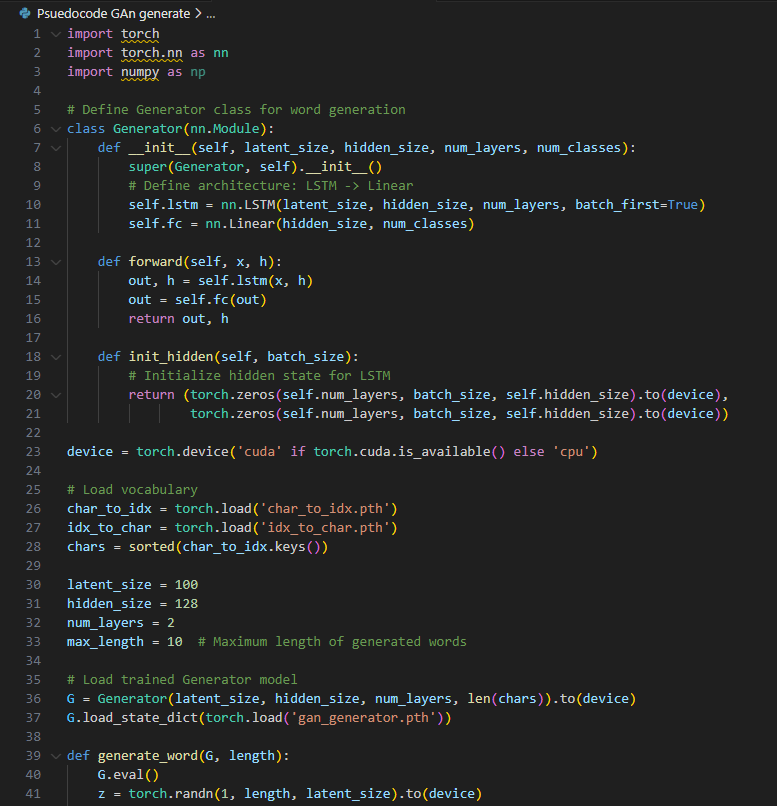 Psuedocode GAn generate > ...
1 import torch
2 import torch.nn as nn
3 import numpy as np
4
5 # Define Generator class for word generation
6 class Generator(nn.Module):
7     def __init__(self, latent_size, hidden_size, num_layers, num_classes):
8         super(Generator, self).__init__()
9         # Define architecture: LSTM -> Linear
10         self.lstm = nn.LSTM(latent_size, hidden_size, num_layers, batch_first=True)
11         self.fc = nn.Linear(hidden_size, num_classes)
12
13     def forward(self, x, h):
14         out, h = self.lstm(x, h)
15         out = self.fc(out)
16         return out, h
17
18     def init_hidden(self, batch_size):
19         # Initialize hidden state for LSTM
20         return (torch.zeros(self.num_layers, batch_size, self.hidden_size).to(device),
21                 torch.zeros(self.num_layers, batch_size, self.hidden_size).to(device))
22
23 device = torch.device('cuda' if torch.cuda.is_available() else 'cpu')
24
25 # Load vocabulary
26 char_to_idx = torch.load('char_to_idx.pth')
27 idx_to_char = torch.load('idx_to_char.pth')
28 chars = sorted(char_to_idx.keys())
29
30 latent_size = 100
31 hidden_size = 128
32 num_layers = 2
33 max_length = 10  # Maximum length of generated words
34
35 # Load trained Generator model
36 G = Generator(latent_size, hidden_size, num_layers, len(chars)).to(device)
37 G.load_state_dict(torch.load('gan_generator.pth'))
38
39 def generate_word(G, length):
40     G.eval()
41     z = torch.randn(1, length, latent_size).to(device)